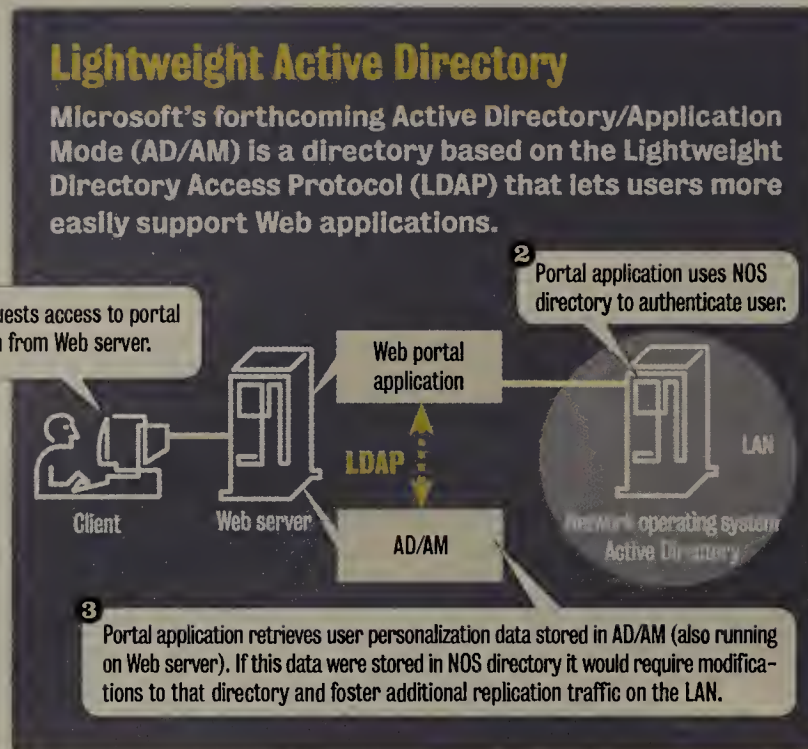 Lightweight Active Directory
Microsoft's forthcoming Active Directory/Application
Mode (AD/AM) is a directory based on the Lightweight
Directory Access Protocol (LDAP) that lets users more
easily support Web applications.
2
Portal application uses NOS
directory to authenticate user.
uests access to portal
from Web server.
Web portal
application
LDAP
LAN
Client
Web server
AD/AM
Network operating system
Active Directory
3
Portal application retrieves user personalization data stored in AD/AM (also running
on Web server). If this data were stored in NOS directory it would require modifica-
tions to that directory and foster additional replication traffic on the LAN.